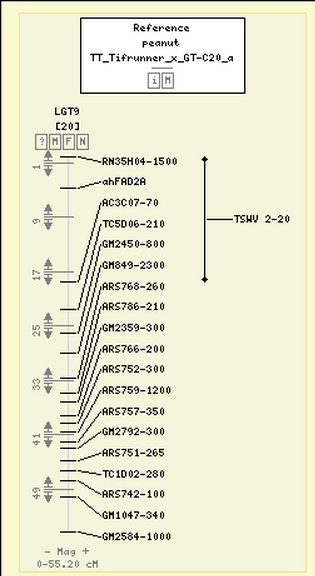 Reference
peanut
TT_Tifrunner_x_GT-C20_a
i M
LGT9
[20]
? M F N
1
9
17
25
33
41
49
RN35H04-1500
ahFAD2A
AC3C07-70
TC5D06-210
GM2450-800
GM849-2300
ARS768-260
ARS786-210
GM2359-300
ARS766-200
ARS752-300
ARS759-1200
ARS757-350
GM2792-300
ARS751-265
TC1D02-280
ARS742-100
GM1047-340
GM2584-1000
TSWV 2-20
- Mag +
0-55.20 cM